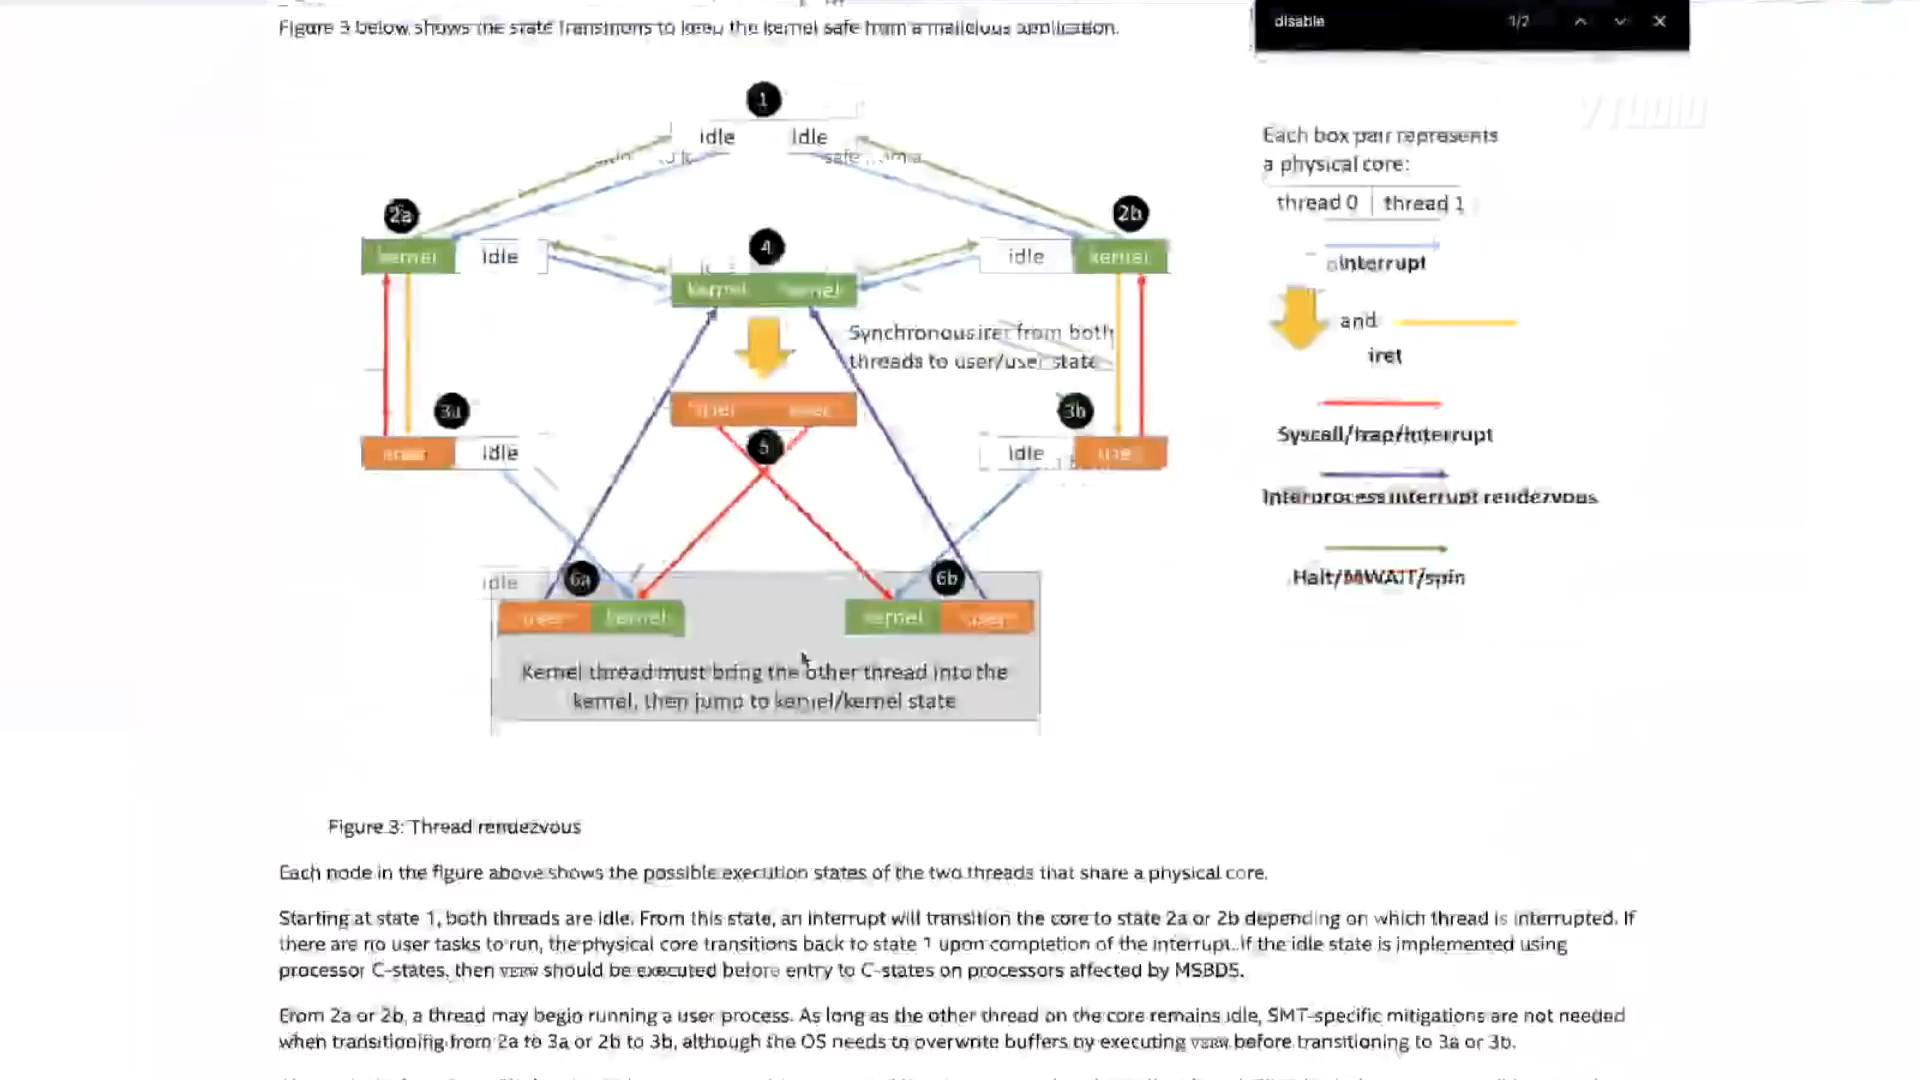 Figure 3 below shows the state transitions to keep the kernel safe from a malicious application.
disable 1/2
1
idle idle
2a
2b
kernel idle
4
idle kernel
kernel kernel
Synchronous iret from both
threads to user/user state
user user
3a
3b
5
user idle
idle user
idle
6a
6b
user kernel
kernel user
Kernel thread must bring the other thread into the
kernel, then jump to kernel/kernel state
Each box pair represents
a physical core:
thread 0 thread 1
interrupt
and
iret
Syscall/trap/interrupt
Interprocess interrupt rendezvous
Halt/MWAIT/spin
Figure 3: Thread rendezvous
Each node in the figure above shows the possible execution states of the two threads that share a physical core.
Starting at state 1, both threads are idle. From this state, an interrupt will transition the core to state 2a or 2b depending on which thread is interrupted. If
there are no user tasks to run, the physical core transitions back to state 1 upon completion of the interrupt. If the idle state is implemented using
processor C-states, then VERW should be executed before entry to C-states on processors affected by MSBDS.
From 2a or 2b, a thread may begin running a user process. As long as the other thread on the core remains idle, SMT-specific mitigations are not needed
when transitioning from 2a to 3a or 2b to 3b, although the OS needs to overwrite buffers by executing VERW before transitioning to 3a or 3b.